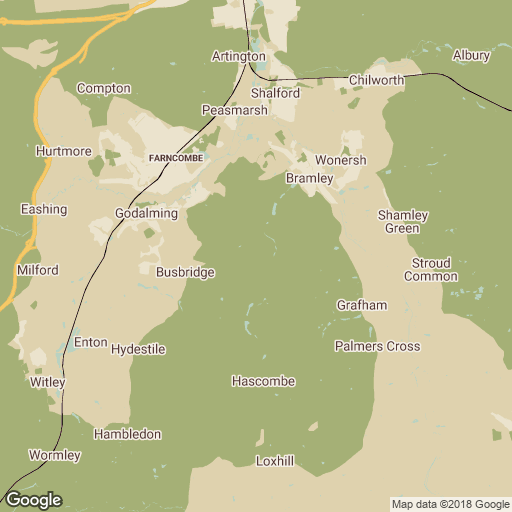 Albury
Artington
Chilworth
Compton
Shalford
Peasmarsh
Hurtmore
FARNCOMBE
Wonersh
Bramley
Eashing
Godalming
Shamley
Green
Milford
Busbridge
Stroud
Common
Grafham
Enton
Hydestile
Palmers Cross
Witley
Hascombe
Hambledon
Wormley
Loxhill
Google
Google
Map data ©2018 Google